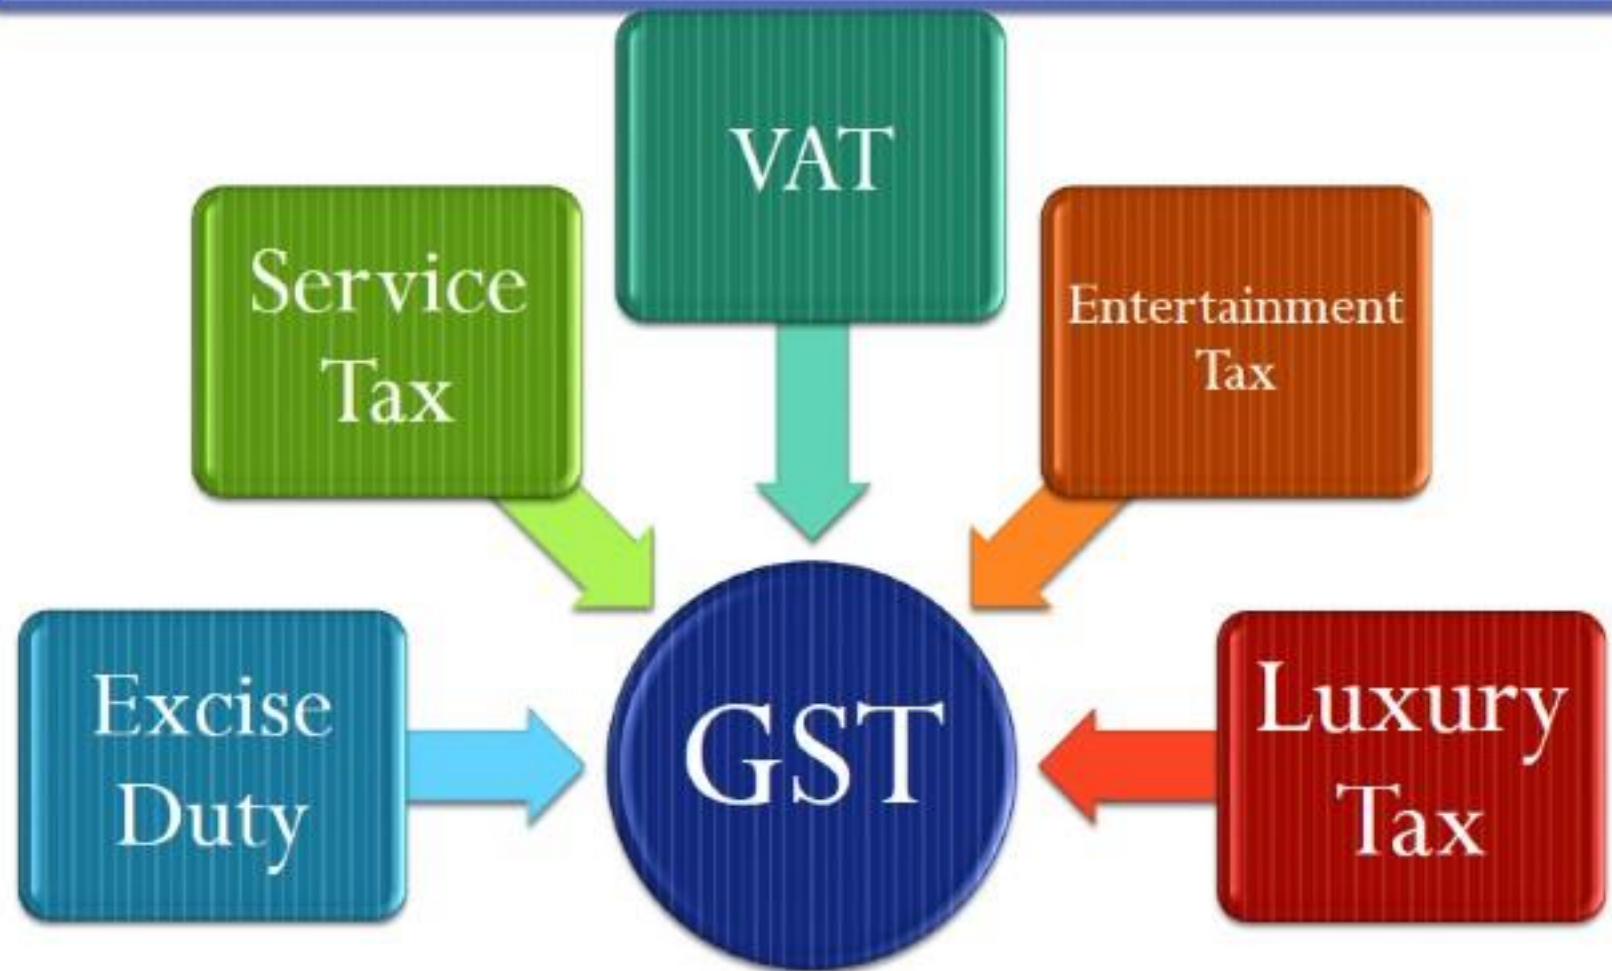 VAT
Service
Tax
Entertainment
Tax
Excise
Duty
GST
Luxury
Tax